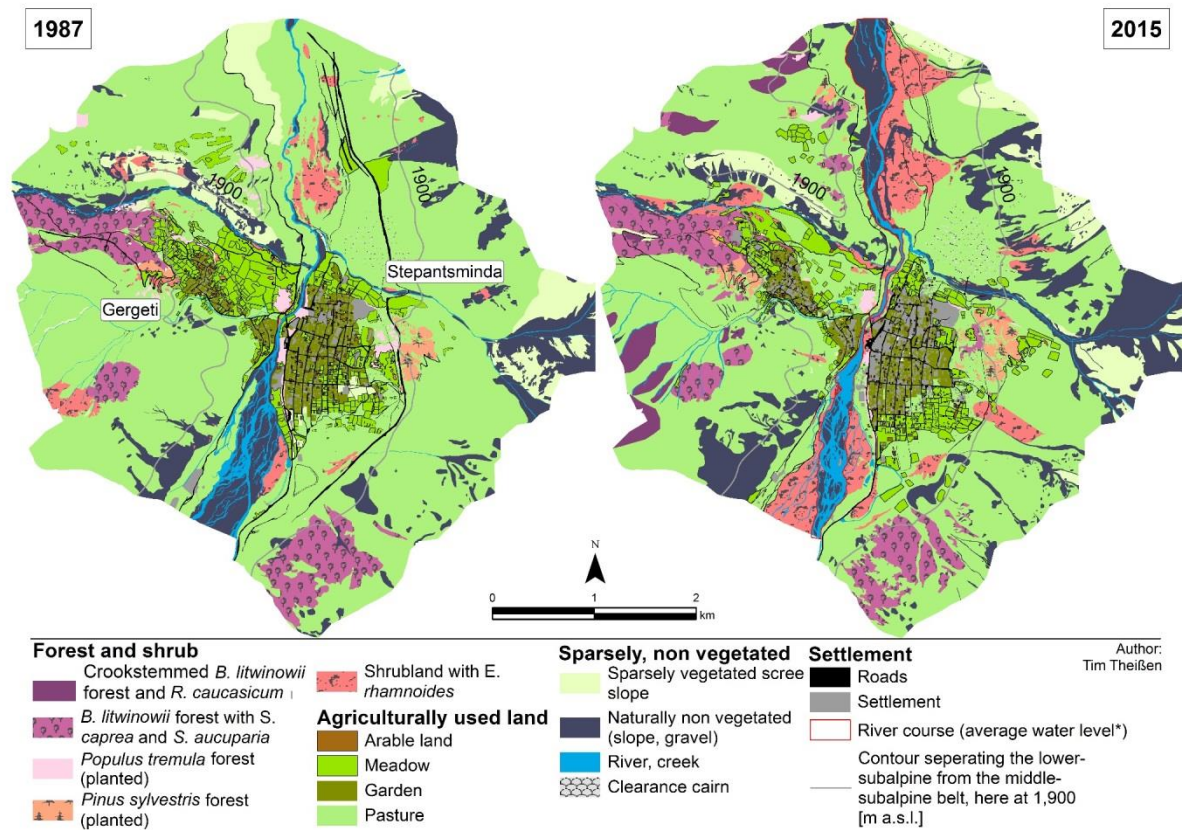 1987
2015
1900
1900
1900
1900
Stepantsminda
Gergeti
N
0 1 2
km
Author:
Tim Theißen
Forest and shrub
Crookstemmed B. litwinowii
forest and R. caucasicum
B. litwinowii forest with S.
caprea and S. aucuparia
Populus tremula forest
(planted)
Pinus sylvestris forest
(planted)
Shrubland with E.
rhamnoides
Agriculturally used land
Arable land
Meadow
Garden
Pasture
Sparsely, non vegetated
Sparsely vegetated scree
slope
Naturally non vegetated
(slope, gravel)
River, creek
Clearance cairn
Settlement
Roads
Settlement
River course (average water level*)
Contour seperating the lower-
subalpine from the middle-
subalpine belt, here at 1,900
[m a.s.l.]